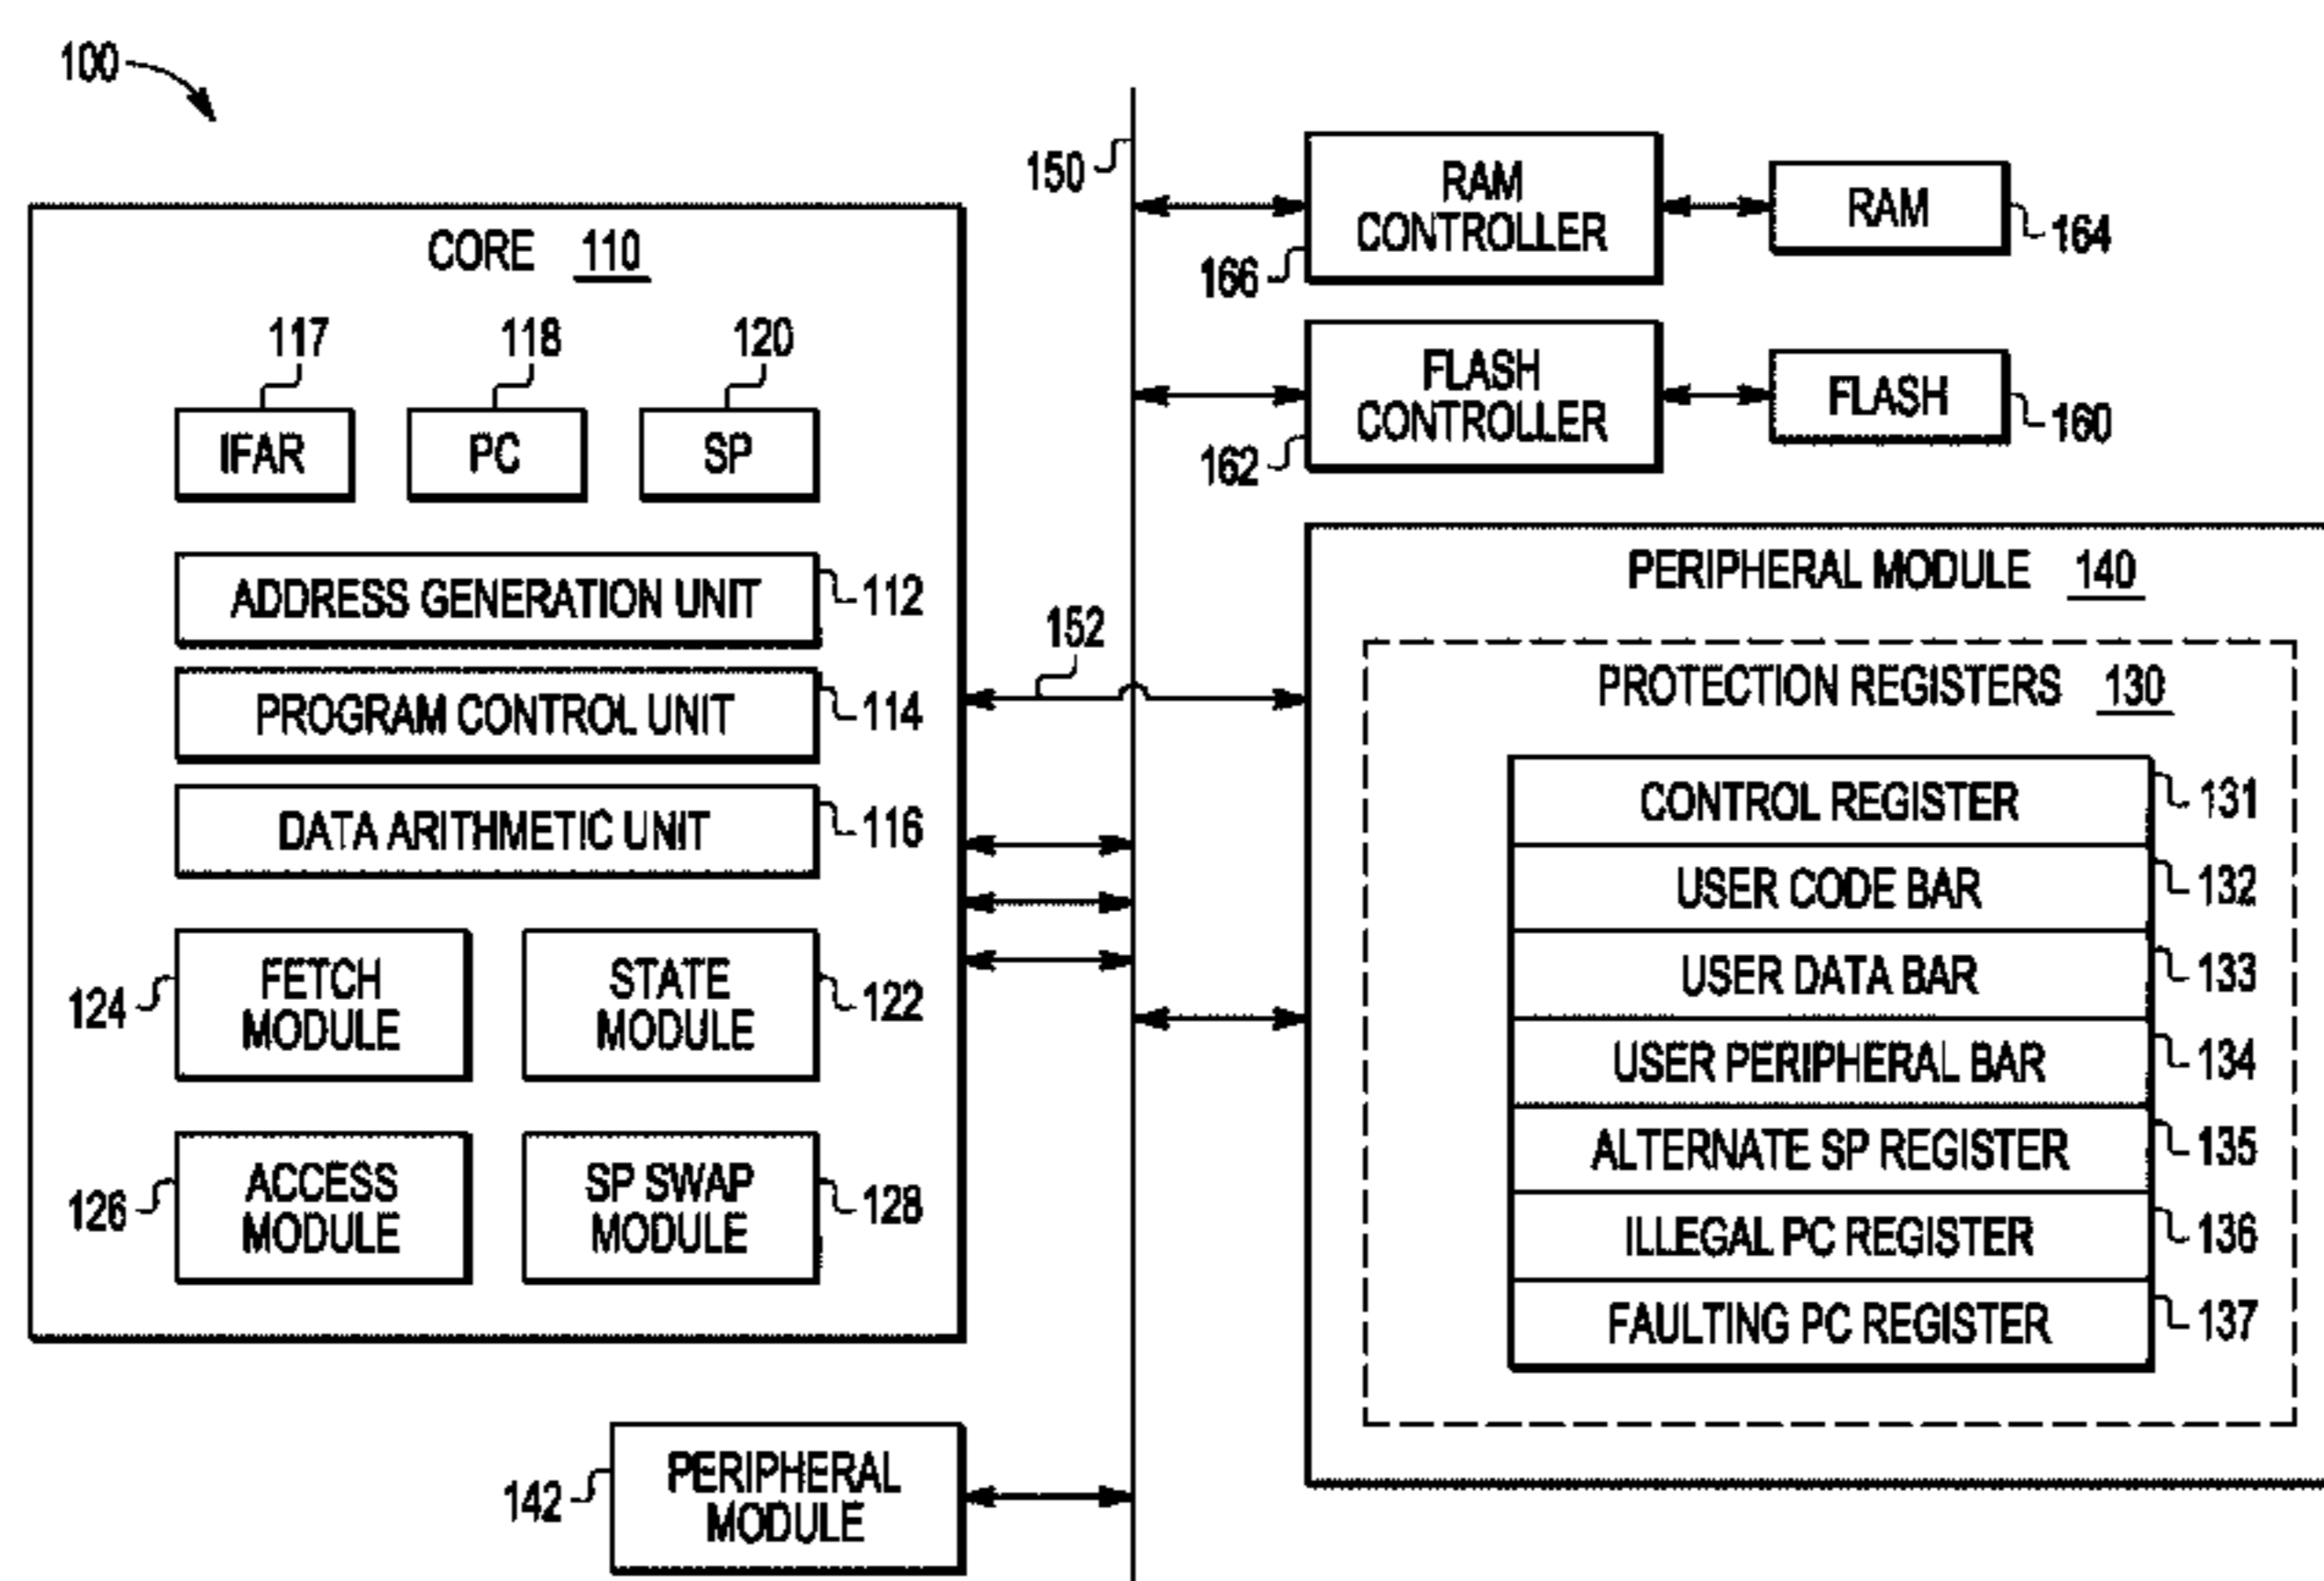 100
150
RAM
CONTROLLER
166
RAM
164
CORE 110
117
118
120
IFAR
PC
SP
FLASH
CONTROLLER
162
FLASH
160
ADDRESS GENERATION UNIT
112
PROGRAM CONTROL UNIT
114
DATA ARITHMETIC UNIT
116
FETCH
MODULE
124
STATE
MODULE
122
ACCESS
MODULE
126
SP SWAP
MODULE
128
152
PERIPHERAL MODULE 140
PROTECTION REGISTERS 130
CONTROL REGISTER
131
USER CODE BAR
132
USER DATA BAR
133
USER PERIPHERAL BAR
134
ALTERNATE SP REGISTER
135
ILLEGAL PC REGISTER
136
FAULTING PC REGISTER
137
142
PERIPHERAL
MODULE